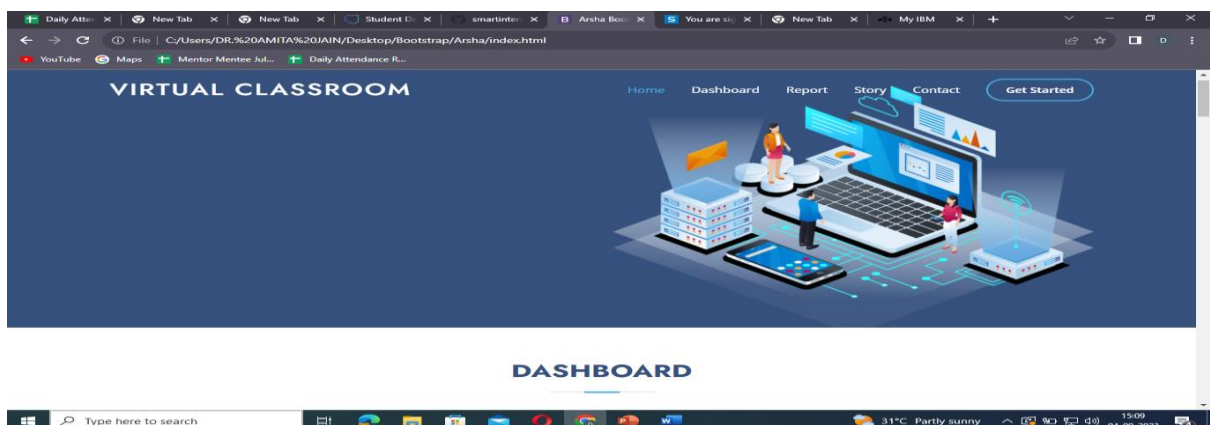 Daily Atten New Tab New Tab Student D smartinter Arsha Boo You are sig New Tab My IBM
File C:/Users/DR.%20AMITA%20JAIN/Desktop/Bootstrap/Arsha/index.html
YouTube Maps Mentor Mentee Jul... Daily Attendance R...
VIRTUAL CLASSROOM Home Dashboard Report Story Contact Get Started
DASHBOARD
Type here to search 31°C Partly sunny 15:09